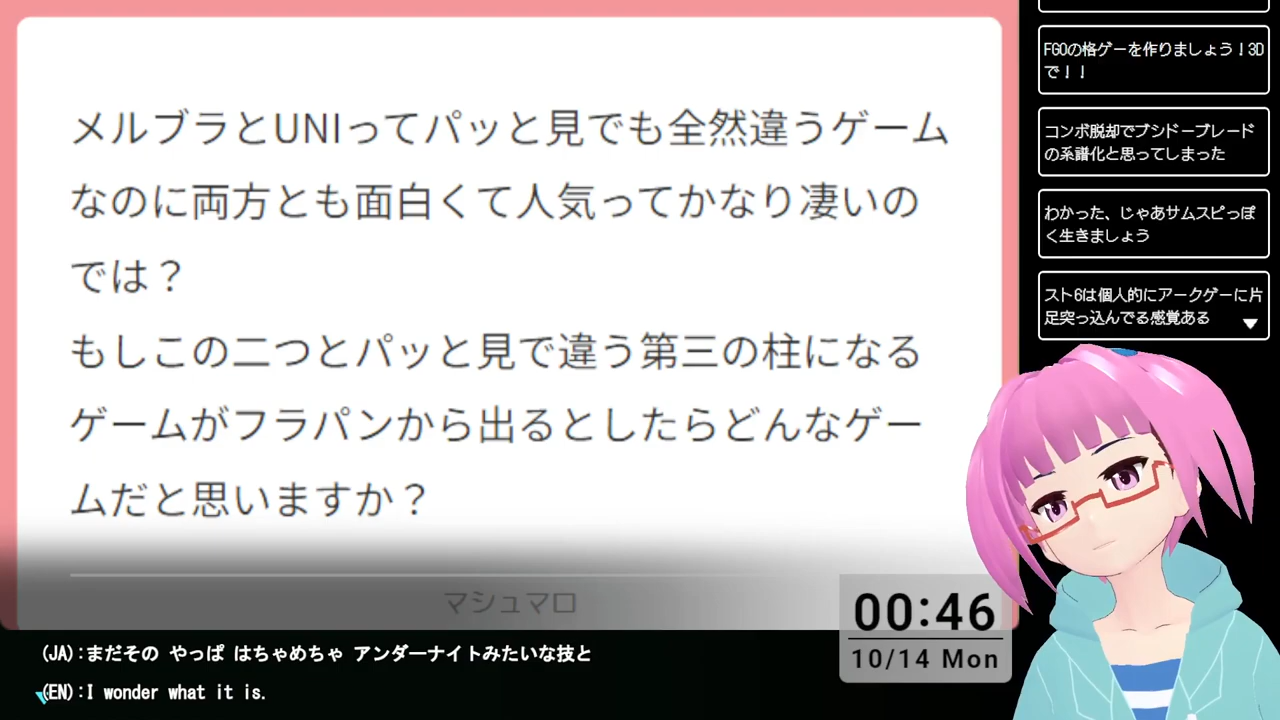 メルブラとUNIってパッと見でも全然違うゲーム
なのに両方とも面白くて人気ってかなり凄いの
では？
もしこの二つとパッと見で違う第三の柱になる
ゲームがフラパンから出るとしたらどんなゲー
ムだと思いますか？
マシュマロ
FGOの格ゲーを作りましょう！3D
で！！
コンボ脱却でブシドーブレード
の系譜化と思ってしまった
わかった、じゃあサムスピっぽ
く生きましょう
スト6は個人的にアークゲーに片
足突っ込んでる感覚ある
00:46
10/14 Mon
(JA):まだその やっぱ はちゃめちゃ アンダーナイトみたいな技と
(EN):I wonder what it is.